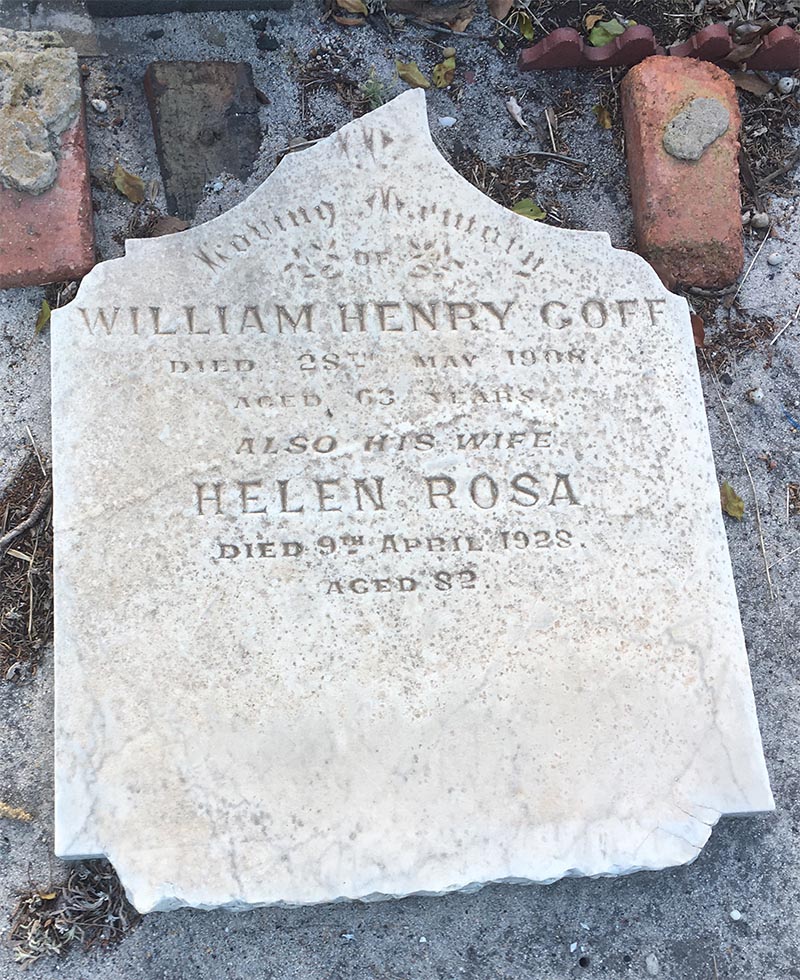 In
Loving Memory
OF
WILLIAM HENRY GOFF
DIED 28TH MAY 1908.
AGED 63 YEARS.
ALSO HIS WIFE
HELEN ROSA
DIED 9TH APRIL 1928.
AGED 82